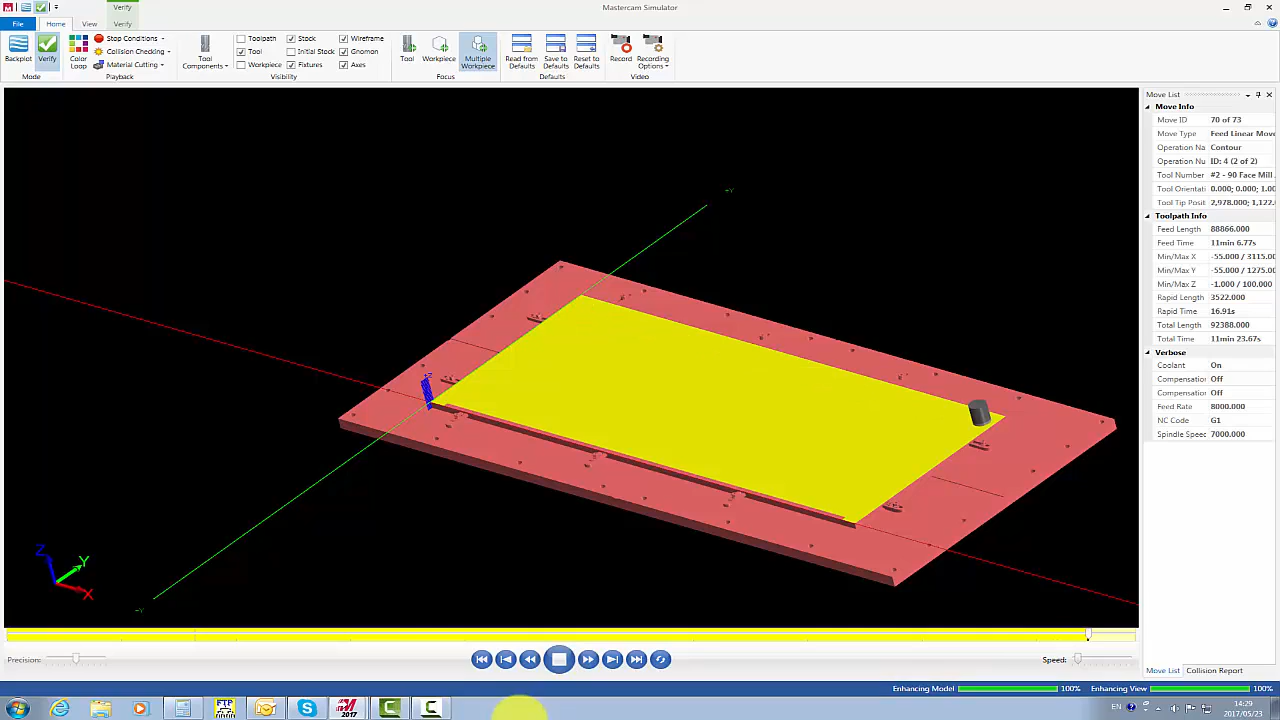 Verify
Mastercam Simulator
File
Home
View
Verify
Backplot
Verify
Color Loop
Stop Conditions
Collision Checking
Material Cutting
Tool Components
Toolpath
Tool
Workpiece
Stock
Initial Stock
Fixtures
Wireframe
Gnomon
Axes
Tool
Workpiece
Multiple Workpiece
Read from Defaults
Save to Defaults
Reset to Defaults
Record
Recording Options
Mode
Playback
Visibility
Focus
Defaults
Video
Move List
Move Info
Move ID 70 of 73
Move Type Feed Linear Move
Operation Na Contour
Operation Nu ID: 4 (2 of 2)
Tool Number #2 - 90 Face Mill.
Tool Orientati 0.000; 0.000; 1.00
Tool Tip Posit 2,978.000; 1,122.
Toolpath Info
Feed Length 88866.000
Feed Time 11min 6.77s
Min/Max X -55.000 / 3115.00
Min/Max Y -55.000 / 1275.00
Min/Max Z -1.000 / 100.000
Rapid Length 3522.000
Rapid Time 16.91s
Total Length 92388.000
Total Time 11min 23.67s
Verbose
Coolant On
Compensation Off
Compensation Off
Feed Rate 8000.000
NC Code G1
Spindle Speed 7000.000
+Y
-Y
Z
Y
X
Precision:
Speed:
Move List
Collision Report
Enhancing Model 100%
Enhancing View 100%
FTP
2017
EN
14:29
2017/05/23